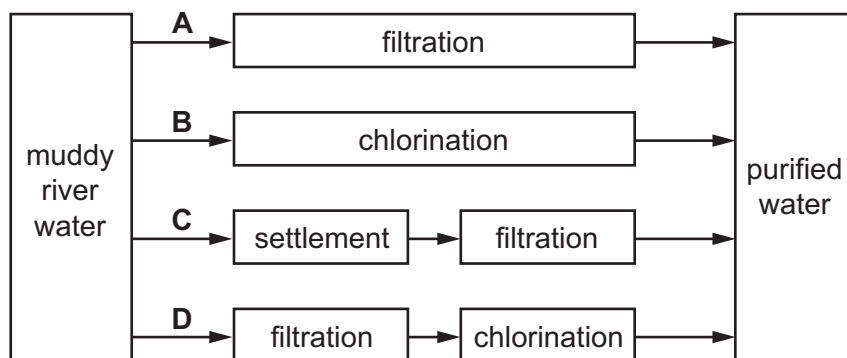 A
filtration
B
chlorination
muddy
river
water
purified
water
C
settlement
filtration
D
filtration
chlorination